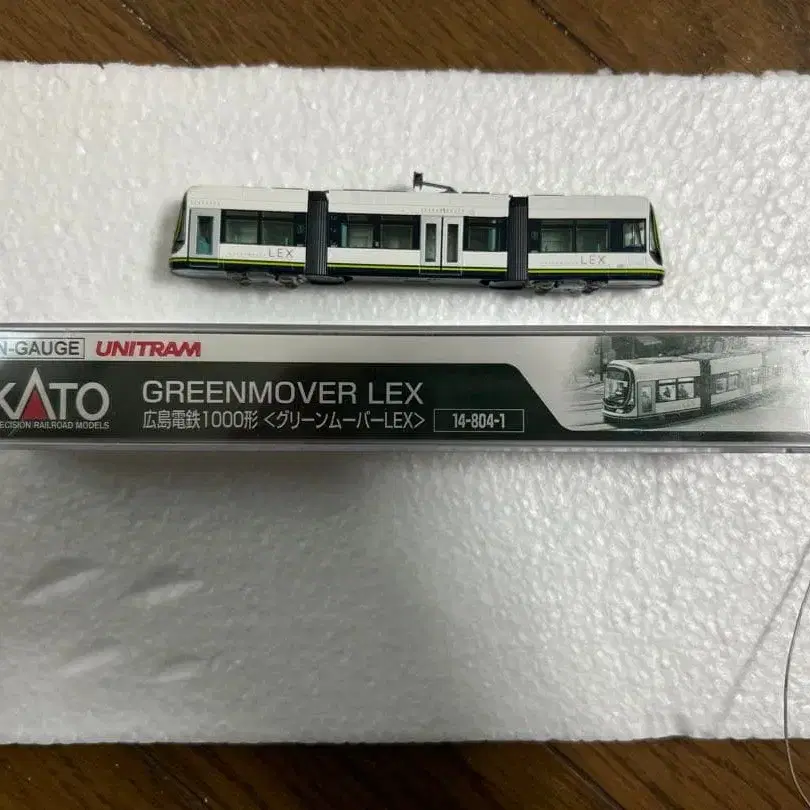 LEX
LEX
N-GAUGE UNITRAM
KATO
PRECISION RAILROAD MODELS
GREENMOVER LEX
広島電鉄1000形 <グリーンムーバーLEX> 14-804-1